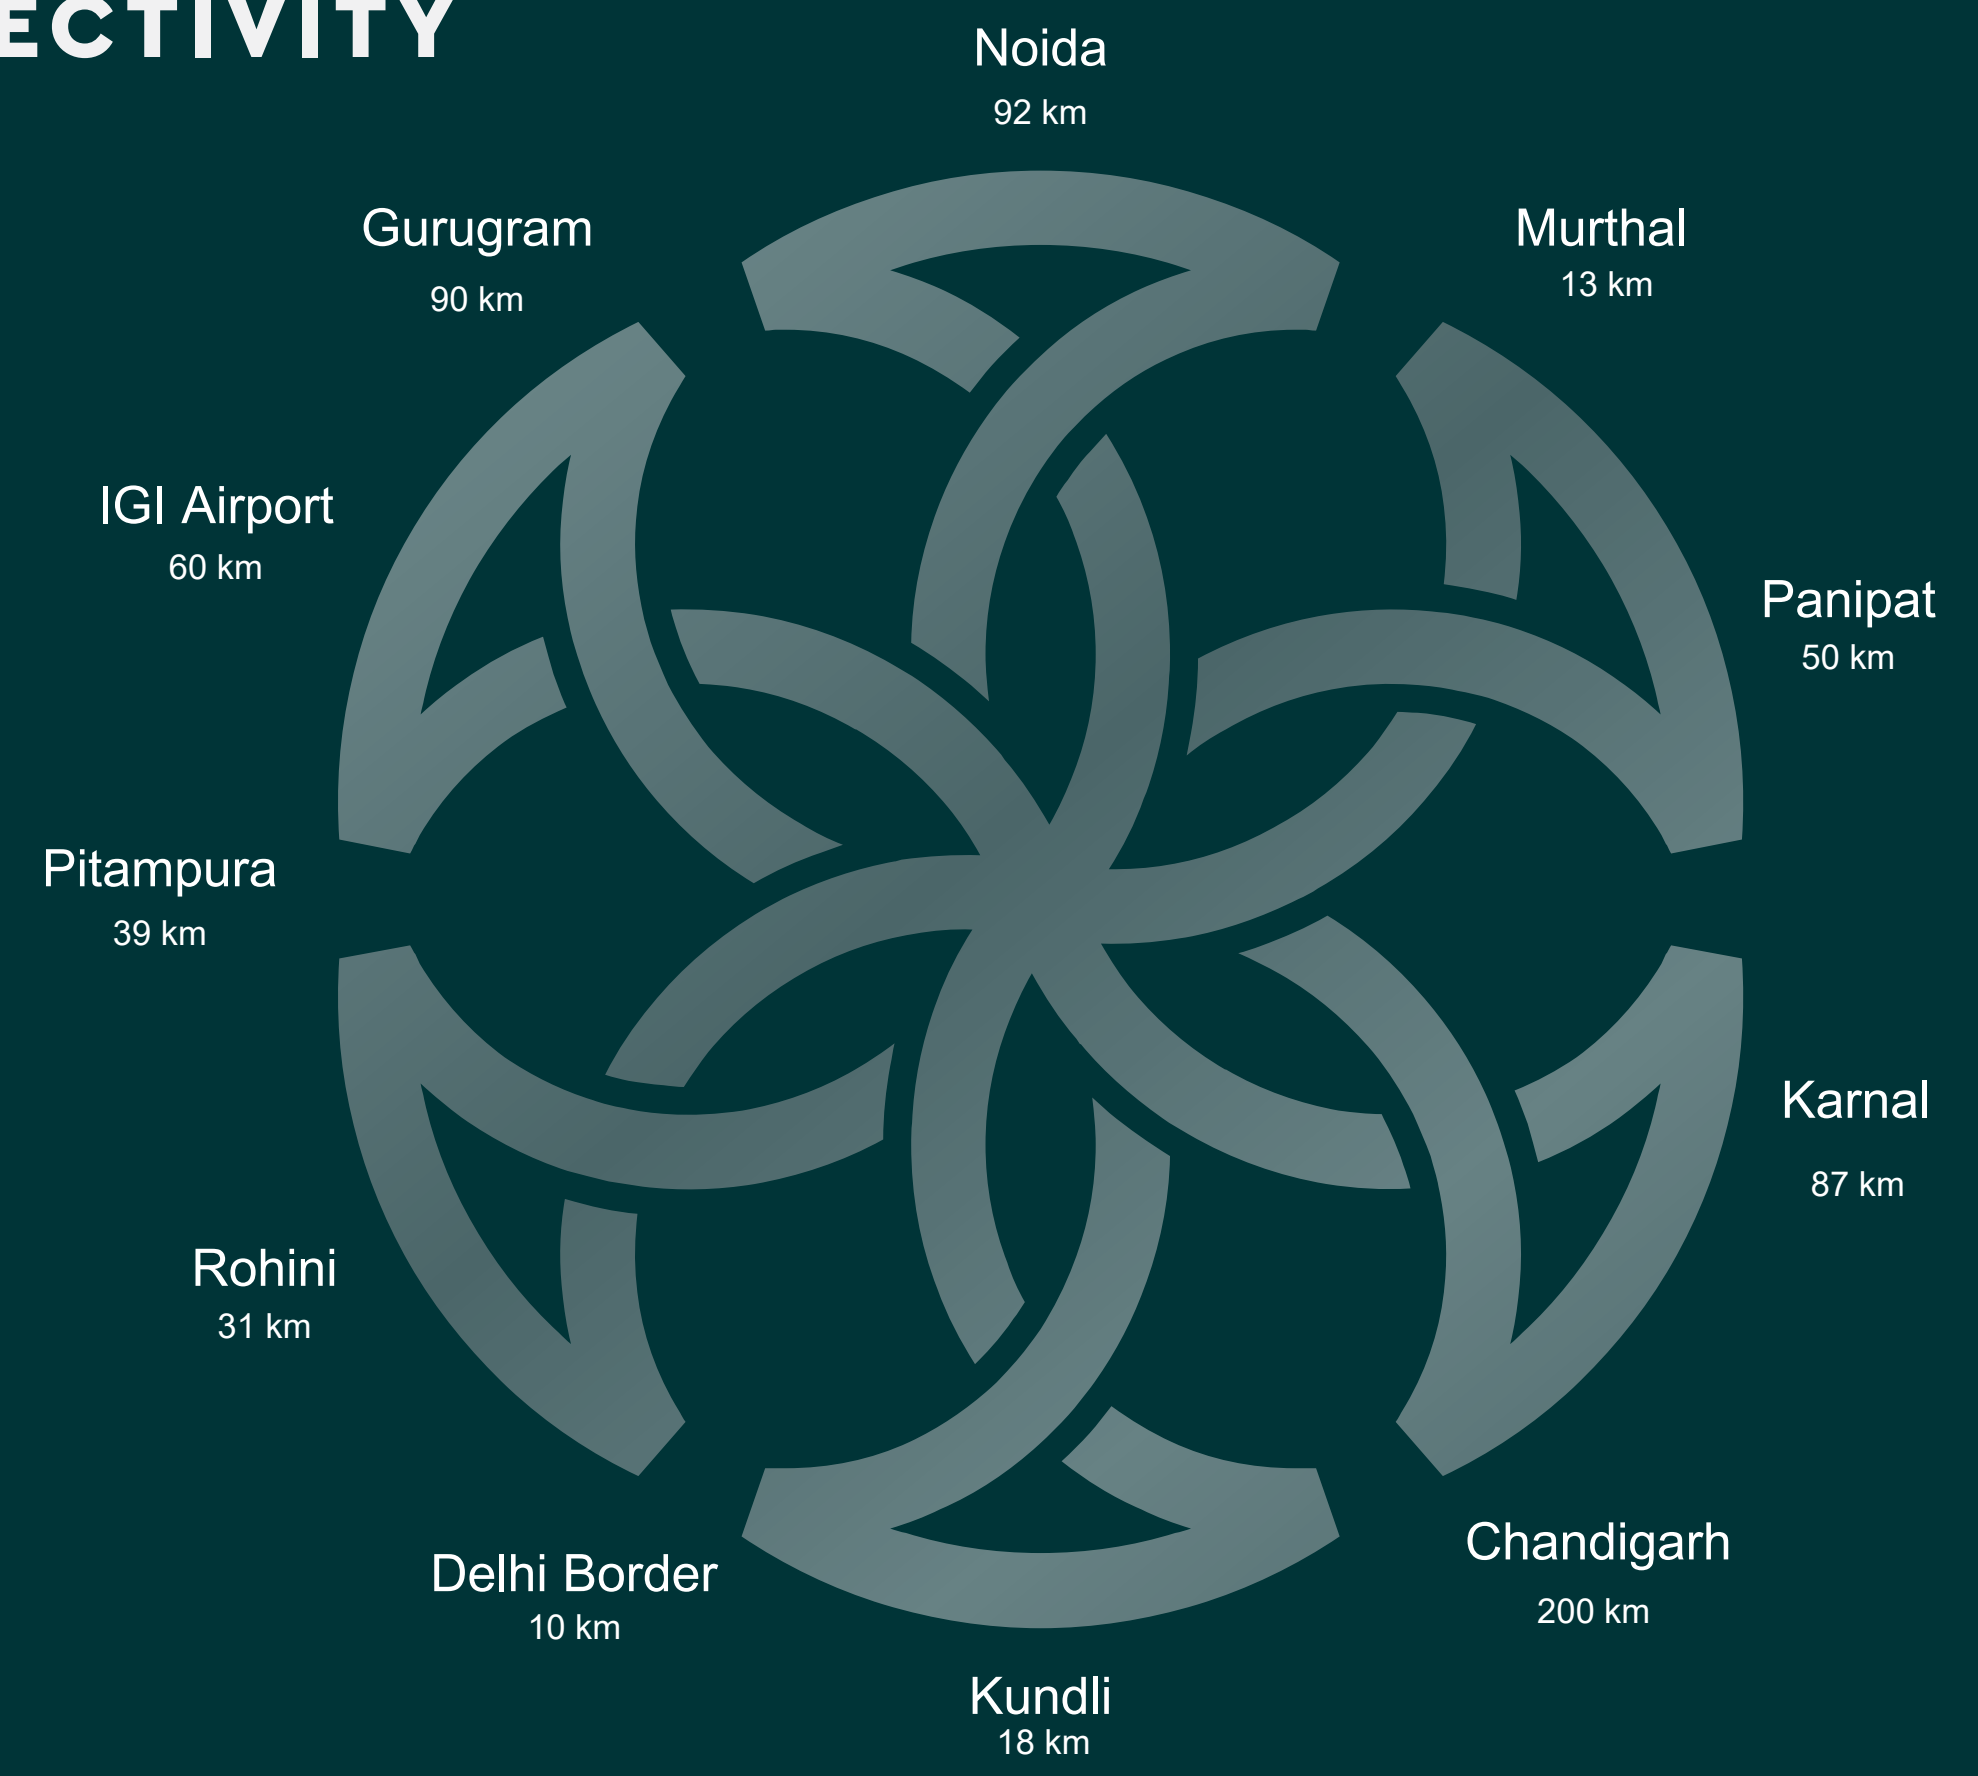 ECTIVITY
Noida
92 km
Murthal
13 km
Panipat
50 km
Karnal
87 km
Chandigarh
200 km
Kundli
18 km
Delhi Border
10 km
Rohini
31 km
Pitampura
39 km
IGI Airport
60 km
Gurugram
90 km